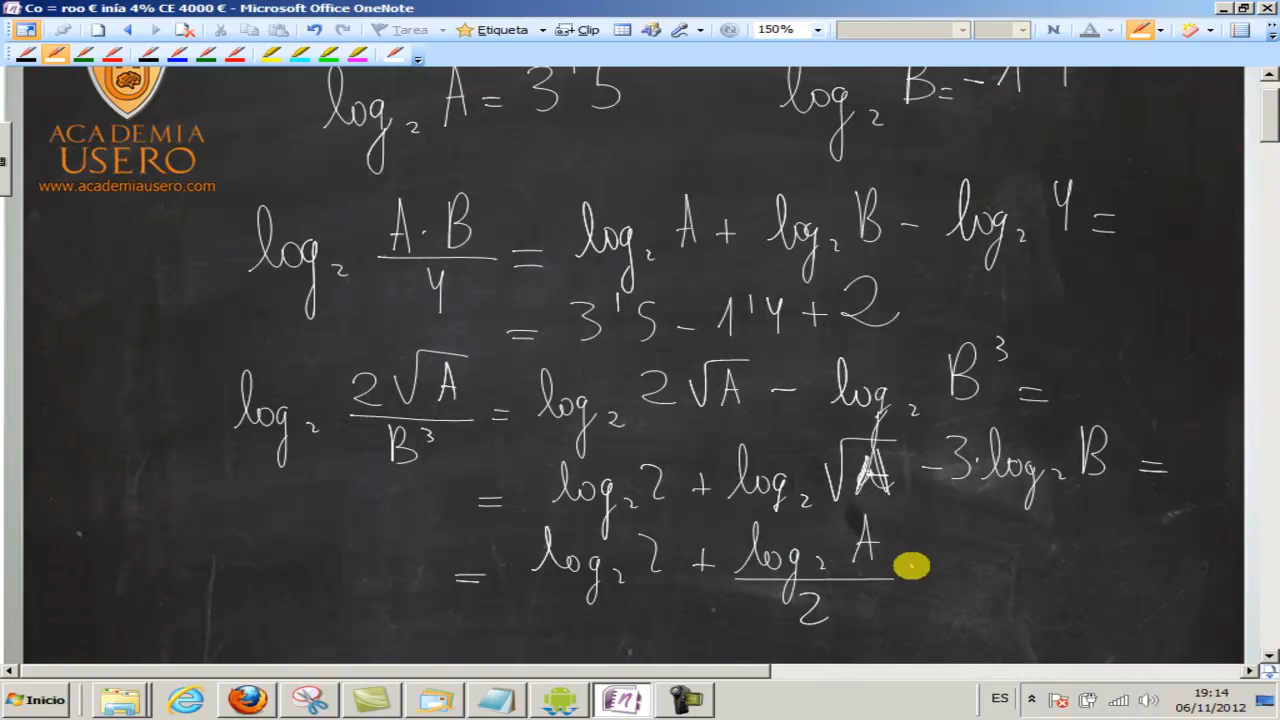 Co = roo € inía 4% CE 4000 € - Microsoft Office OneNote
Tarea Etiqueta Clip 150% N A
ACADEMIA
USERO
www.academiausero.com
log₂ A = 3'5 log₂ B = -1'4
log₂ (A · B)/4 = log₂ A + log₂ B - log₂ 4 =
= 3'5 - 1'4 + 2
log₂ (2√A)/B³ = log₂ 2√A - log₂ B³ =
= log₂ 2 + log₂ √A - 3 · log₂ B =
= log₂ 2 + (log₂ A)/2
Inicio ES 19:14
06/11/2012